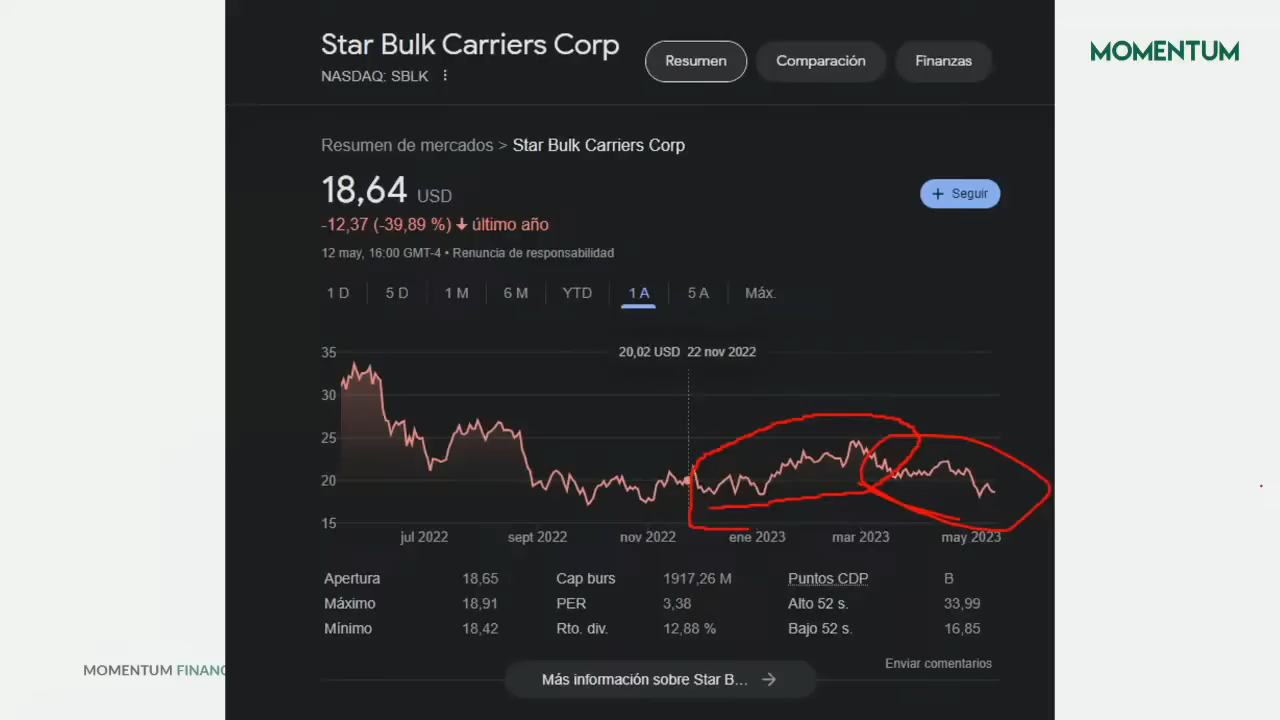 Star Bulk Carriers Corp
MOMENTUM
NASDAQ: SBLK
Resumen
Comparación
Finanzas
Resumen de mercados > Star Bulk Carriers Corp
18,64 USD
+ Seguir
-12,37 (-39,89 %) ↓ último año
12 may, 16:00 GMT-4 • Renuncia de responsabilidad
1 D 5 D 1 M 6 M YTD 1 A 5 A Máx.
20,02 USD 22 nov 2022
35
30
25
20
15
jul 2022 sept 2022 nov 2022 ene 2023 mar 2023 may 2023
Apertura 18,65 Cap burs 1917,26 M Puntos CDP B
Máximo 18,91 PER 3,38 Alto 52 s. 33,99
Mínimo 18,42 Rto. div. 12,88 % Bajo 52 s. 16,85
Enviar comentarios
MOMENTUM FINANC
Más información sobre Star B... →